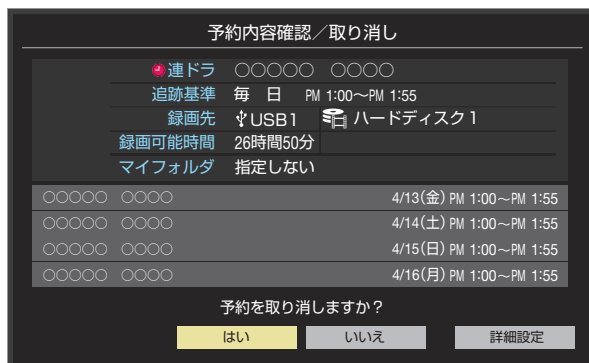 予約内容確認／取り消し
連ドラ ○○○○○ ○○○○
追跡基準 毎 日 PM 1:00～PM 1:55
録画先 USB1 ハードディスク1
録画可能時間 26時間50分
マイフォルダ 指定しない
○○○○○ ○○○○ 4/13(金) PM 1:00～PM 1:55
○○○○○ ○○○○ 4/14(土) PM 1:00～PM 1:55
○○○○○ ○○○○ 4/15(日) PM 1:00～PM 1:55
○○○○○ ○○○○ 4/16(月) PM 1:00～PM 1:55
予約を取り消しますか？
はい いいえ 詳細設定